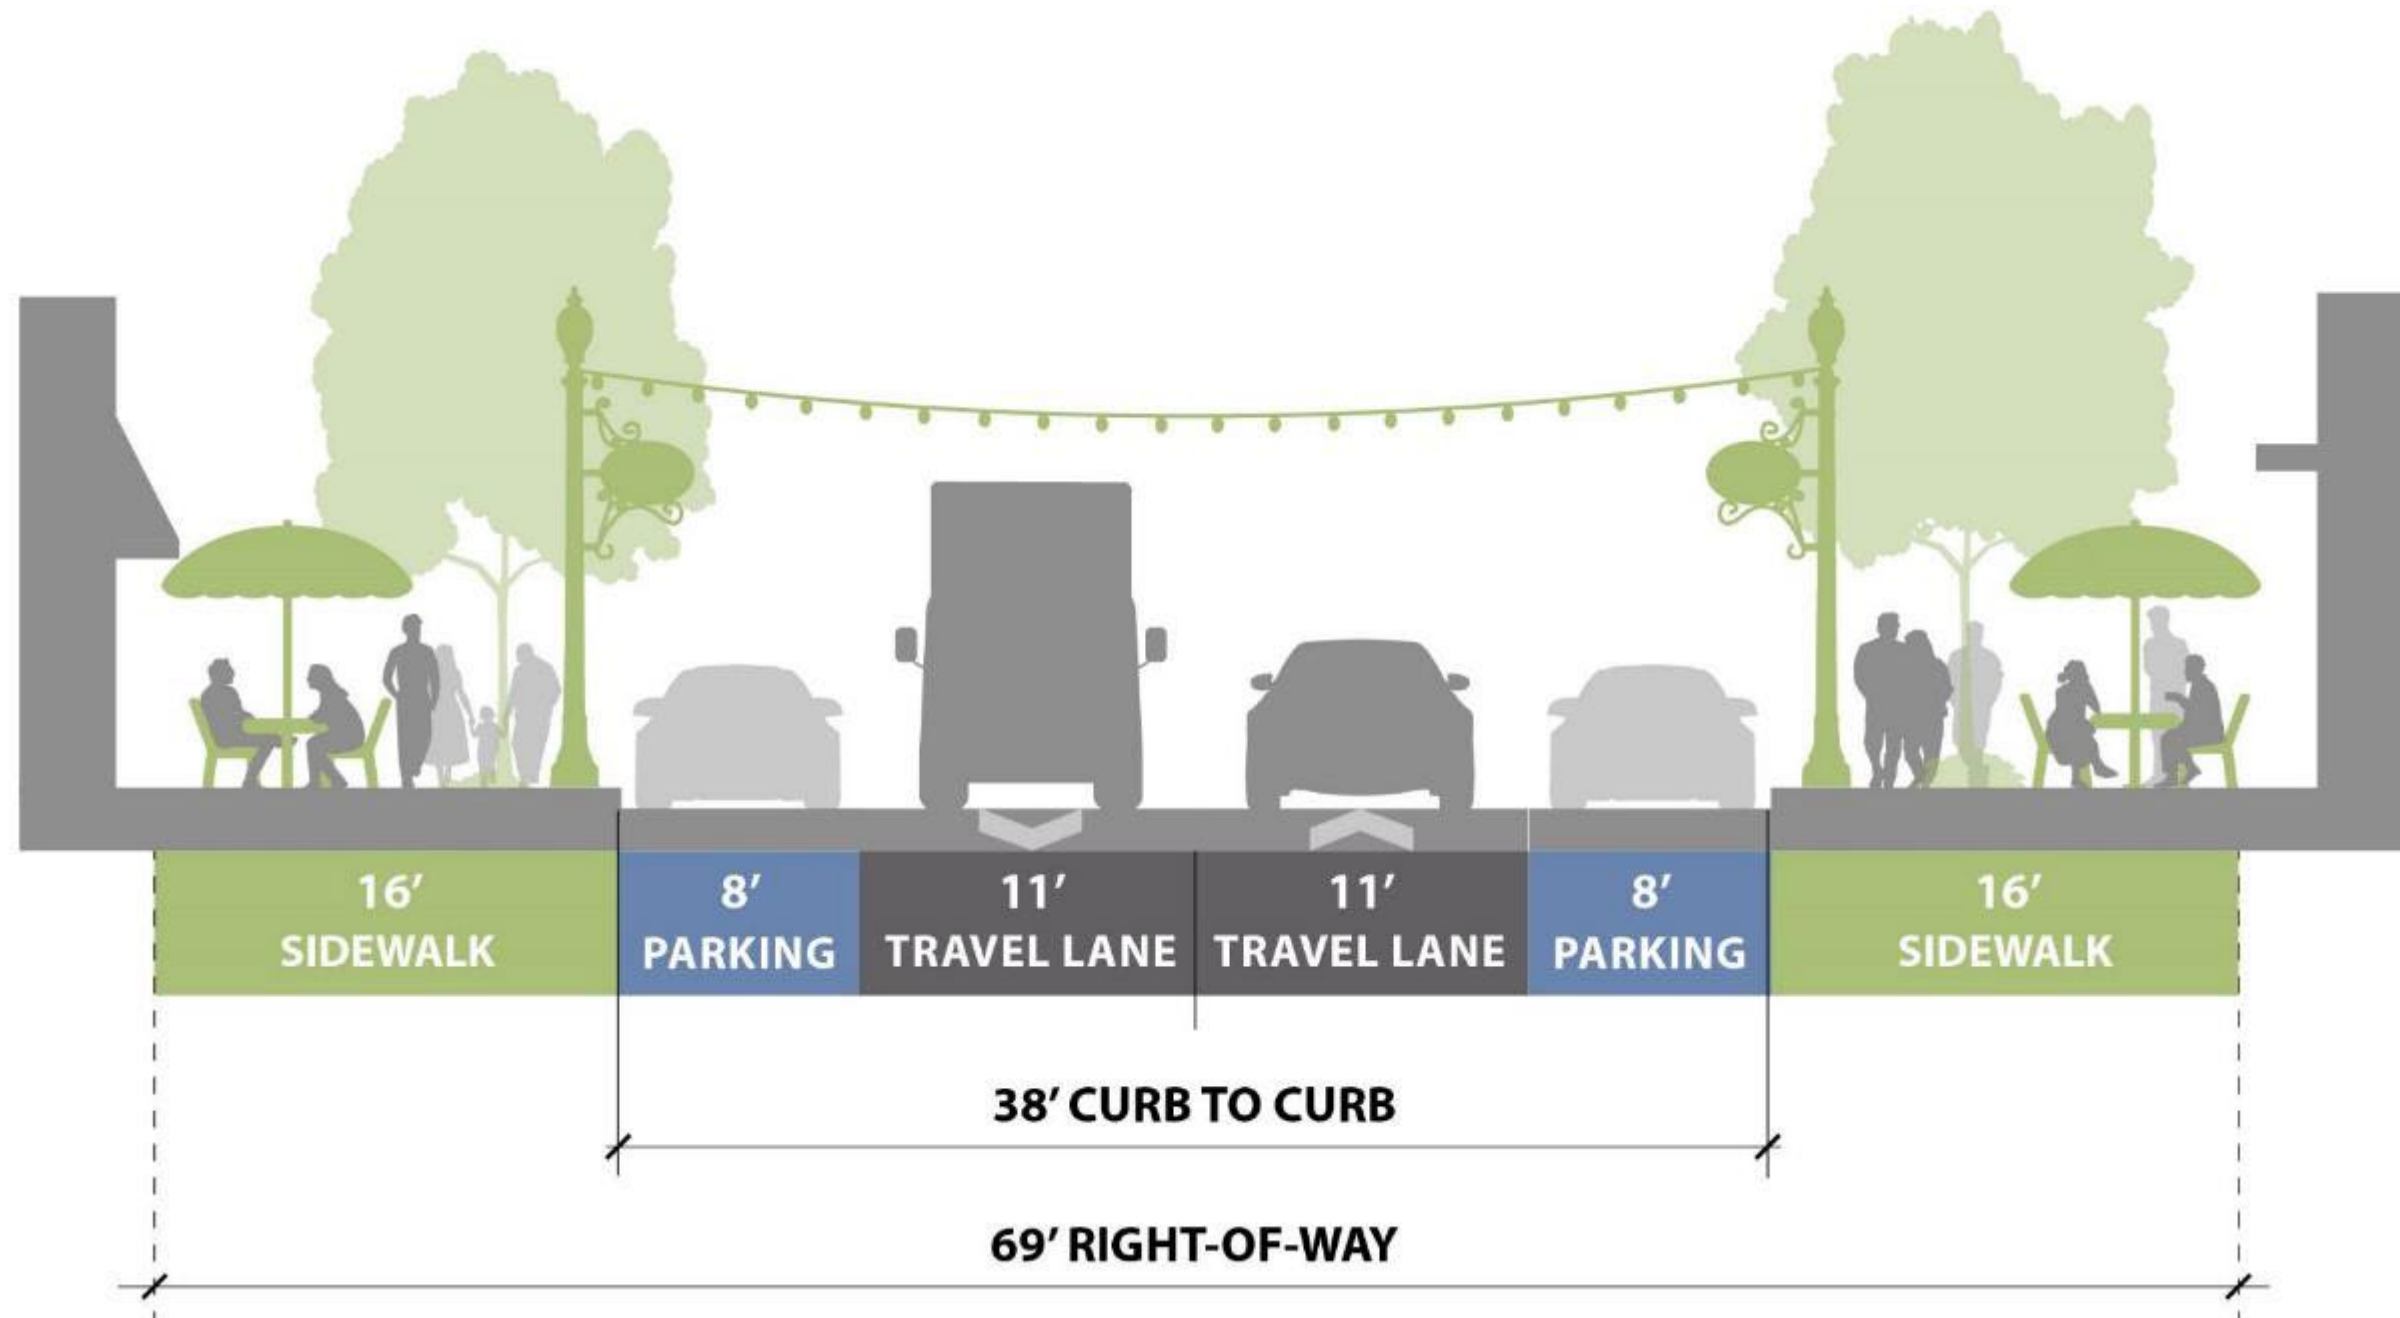 16’
SIDEWALK
8’
PARKING
11’
TRAVEL LANE
11’
TRAVEL LANE
8’
PARKING
16’
SIDEWALK
38’ CURB TO CURB
69’ RIGHT-OF-WAY